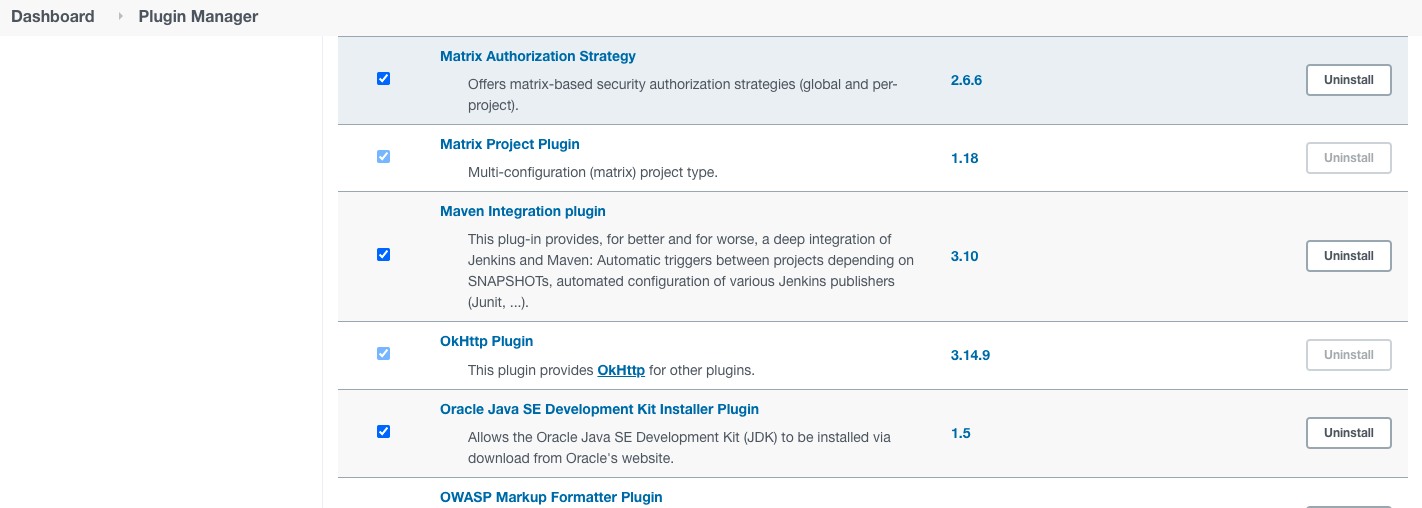 Dashboard Plugin Manager
Matrix Authorization Strategy
Offers matrix-based security authorization strategies (global and per-
project).
2.6.6
Uninstall
Matrix Project Plugin
Multi-configuration (matrix) project type.
1.18
Uninstall
Maven Integration plugin
This plug-in provides, for better and for worse, a deep integration of
Jenkins and Maven: Automatic triggers between projects depending on
SNAPSHOTs, automated configuration of various Jenkins publishers
(Junit, ...).
3.10
Uninstall
OkHttp Plugin
This plugin provides OkHttp for other plugins.
3.14.9
Uninstall
Oracle Java SE Development Kit Installer Plugin
Allows the Oracle Java SE Development Kit (JDK) to be installed via
download from Oracle's website.
1.5
Uninstall
OWASP Markup Formatter Plugin